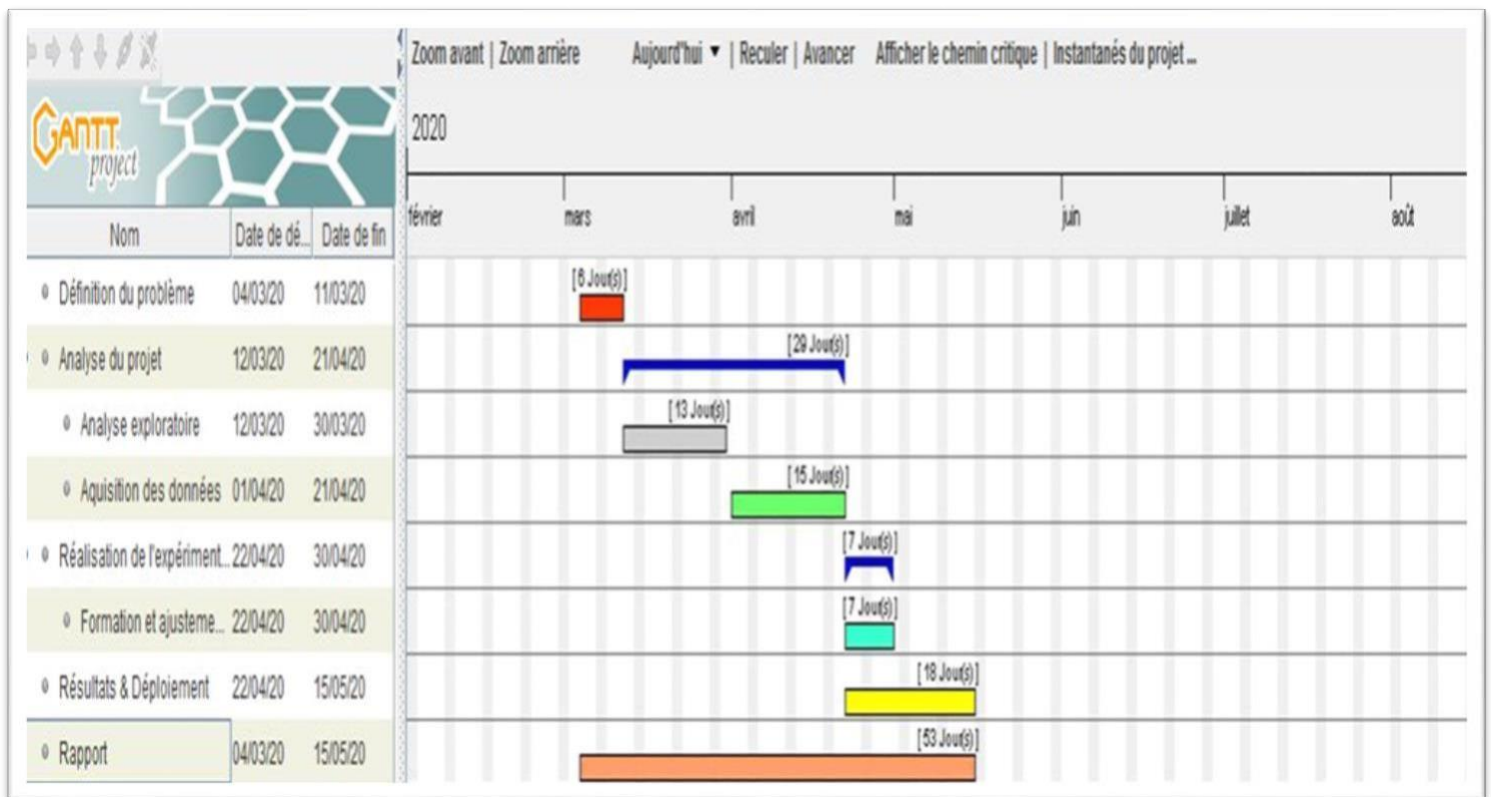 Zoom avant | Zoom arrière Aujourd'hui ▼ | Reculer | Avancer Afficher le chemin critique | Instantanés du projet ...
GANTT
project
2020
février mars avril mai juin juillet août
Nom Date de dé... Date de fin
Définition du problème 04/03/20 11/03/20 [6 Jour(s)]
Analyse du projet 12/03/20 21/04/20 [29 Jour(s)]
Analyse exploratoire 12/03/20 30/03/20 [13 Jour(s)]
Aquisition des données 01/04/20 21/04/20 [15 Jour(s)]
Réalisation de l'expériment... 22/04/20 30/04/20 [7 Jour(s)]
Formation et ajusteme... 22/04/20 30/04/20 [7 Jour(s)]
Résultats & Déploiement 22/04/20 15/05/20 [18 Jour(s)]
Rapport 04/03/20 15/05/20 [53 Jour(s)]